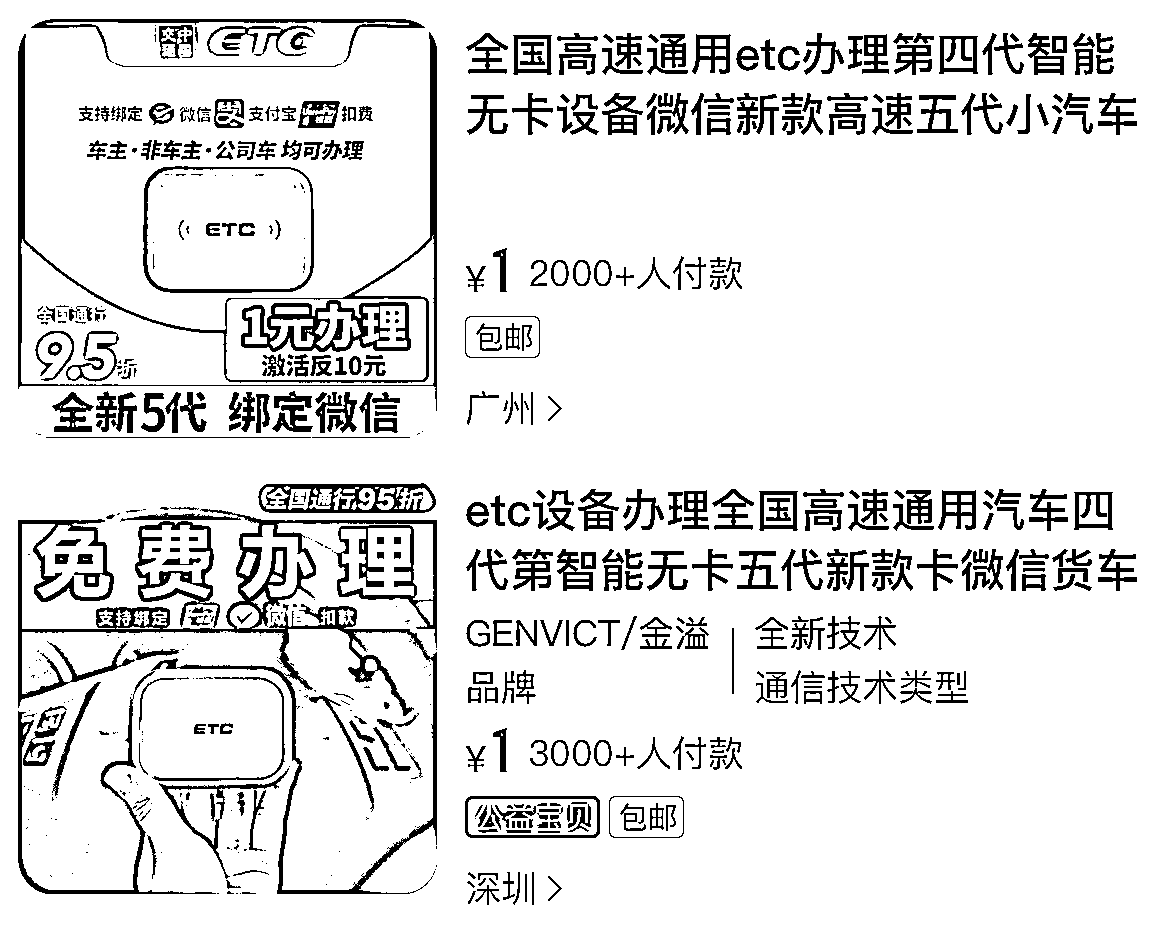 ETC
支持绑定 微信 支付宝 扣费
车主·非车主·公司车 均可办理
ETC
全国通行
9.5折
1元办理
激活反10元
全新5代 绑定微信
全国高速通用etc办理第四代智能
无卡设备微信新款高速五代小汽车
¥1 2000+人付款
包邮
广州 >
全国通行95折
免费办理
支持绑定 微信 扣款
ETC
etc设备办理全国高速通用汽车四
代第智能无卡五代新款卡微信货车
GENVICT/金溢 全新技术
品牌 通信技术类型
¥1 3000+人付款
公益宝贝 包邮
深圳 >